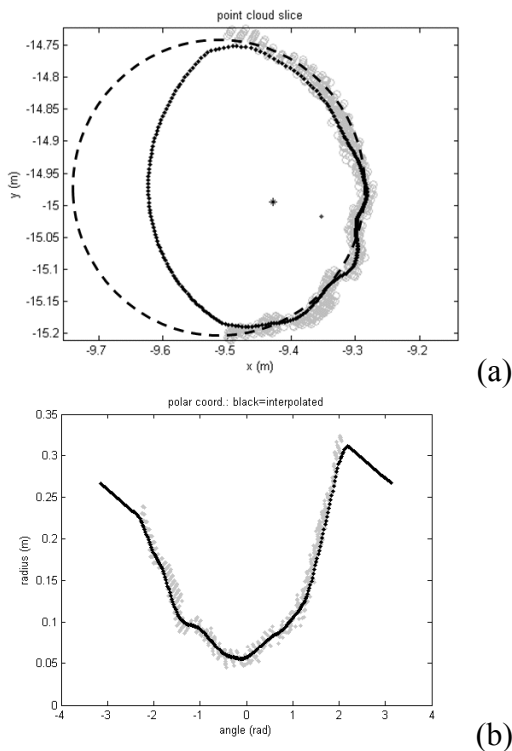 point cloud slice
-14.75
-14.8
-14.85
-14.9
-14.95
-15
-15.05
-15.1
-15.15
-15.2
y (m)
-9.7 -9.6 -9.5 -9.4 -9.3 -9.2
x (m)
(a)
polar coord.: black=interpolated
0.35
0.3
0.25
0.2
0.15
0.1
0.05
0
radius (m)
-4 -3 -2 -1 0 1 2 3 4
angle (rad)
(b)